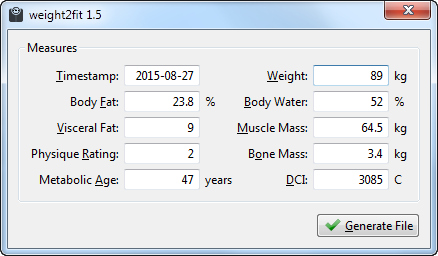 weight2fit 1.5
Measures
Timestamp: 2015-08-27 Weight: 89 kg
Body Fat: 23.8 % Body Water: 52 %
Visceral Fat: 9 Muscle Mass: 64.5 kg
Physique Rating: 2 Bone Mass: 3.4 kg
Metabolic Age: 47 years DCI: 3085 C
Generate File